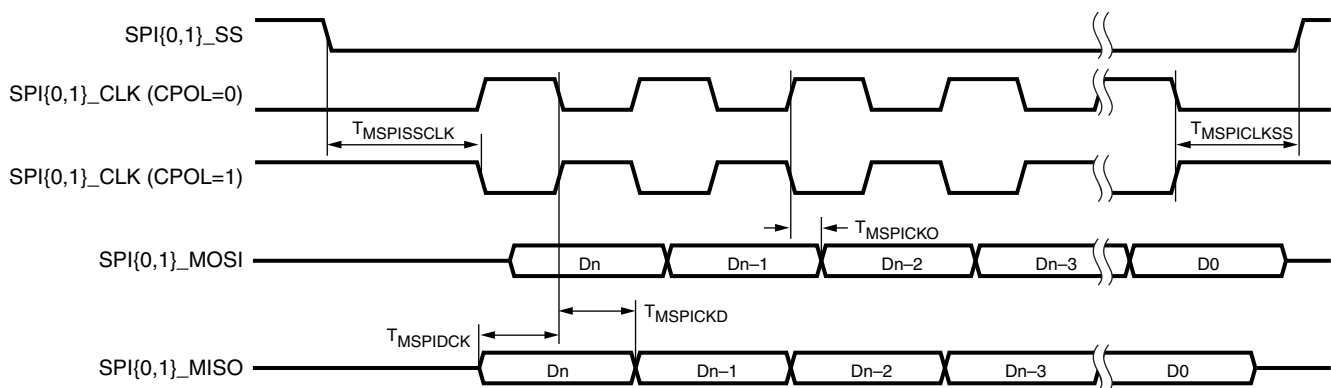 SPI{0,1}_SS
SPI{0,1}_CLK (CPOL=0)
TMSPISSCLK TMSPICLKSS
SPI{0,1}_CLK (CPOL=1)
TMSPICKO
SPI{0,1}_MOSI Dn Dn–1 Dn–2 Dn–3 D0
TMSPICKD
TMSPIDCK
SPI{0,1}_MISO Dn Dn–1 Dn–2 Dn–3 D0